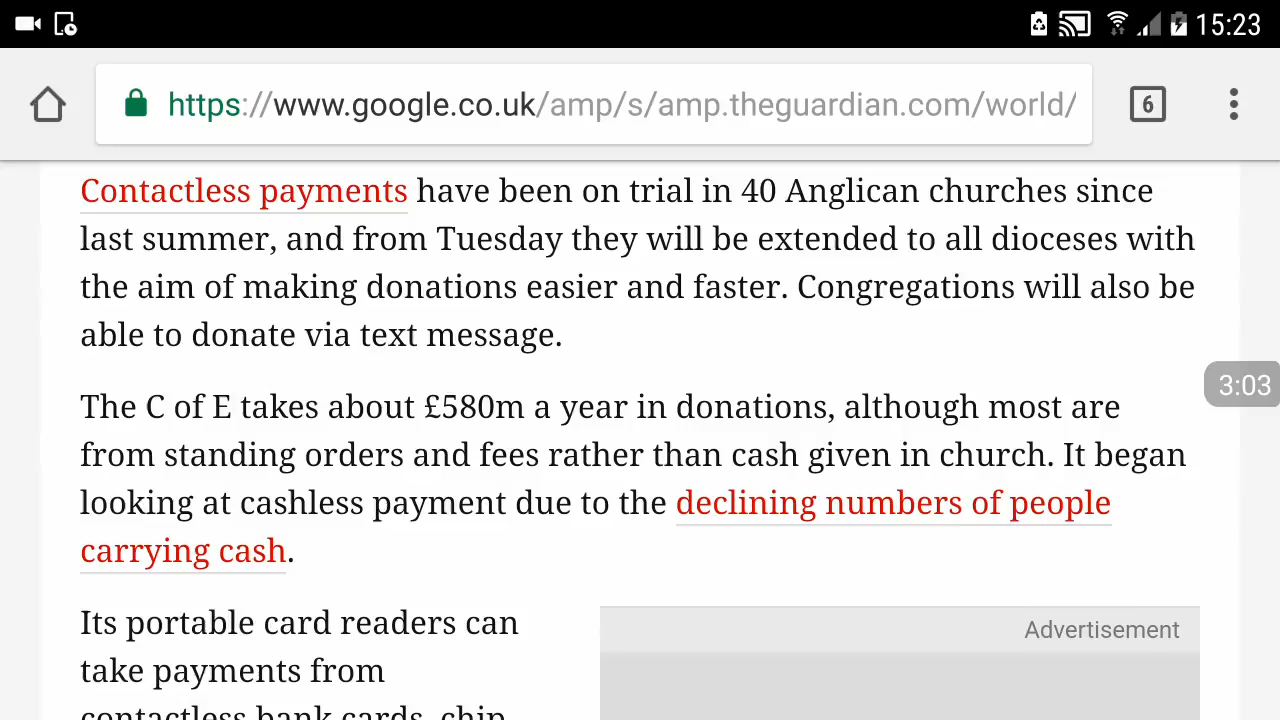 15:23
https://www.google.co.uk/amp/s/amp.theguardian.com/world/
6
Contactless payments have been on trial in 40 Anglican churches since
last summer, and from Tuesday they will be extended to all dioceses with
the aim of making donations easier and faster. Congregations will also be
able to donate via text message.
3:03
The C of E takes about £580m a year in donations, although most are
from standing orders and fees rather than cash given in church. It began
looking at cashless payment due to the declining numbers of people
carrying cash.
Its portable card readers can
Advertisement
take payments from
contactless bank cards, chip